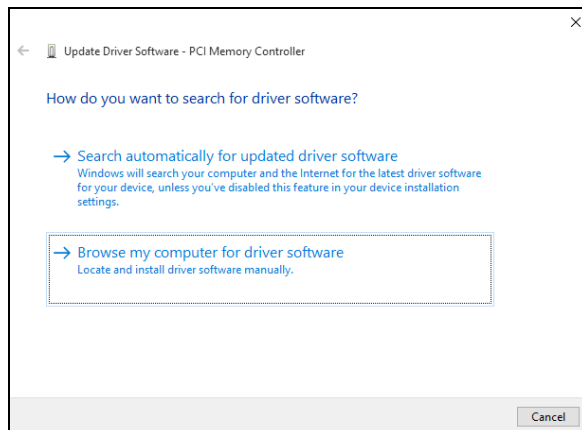 Update Driver Software - PCI Memory Controller
How do you want to search for driver software?
Search automatically for updated driver software
Windows will search your computer and the Internet for the latest driver software
for your device, unless you've disabled this feature in your device installation
settings.
Browse my computer for driver software
Locate and install driver software manually.
Cancel